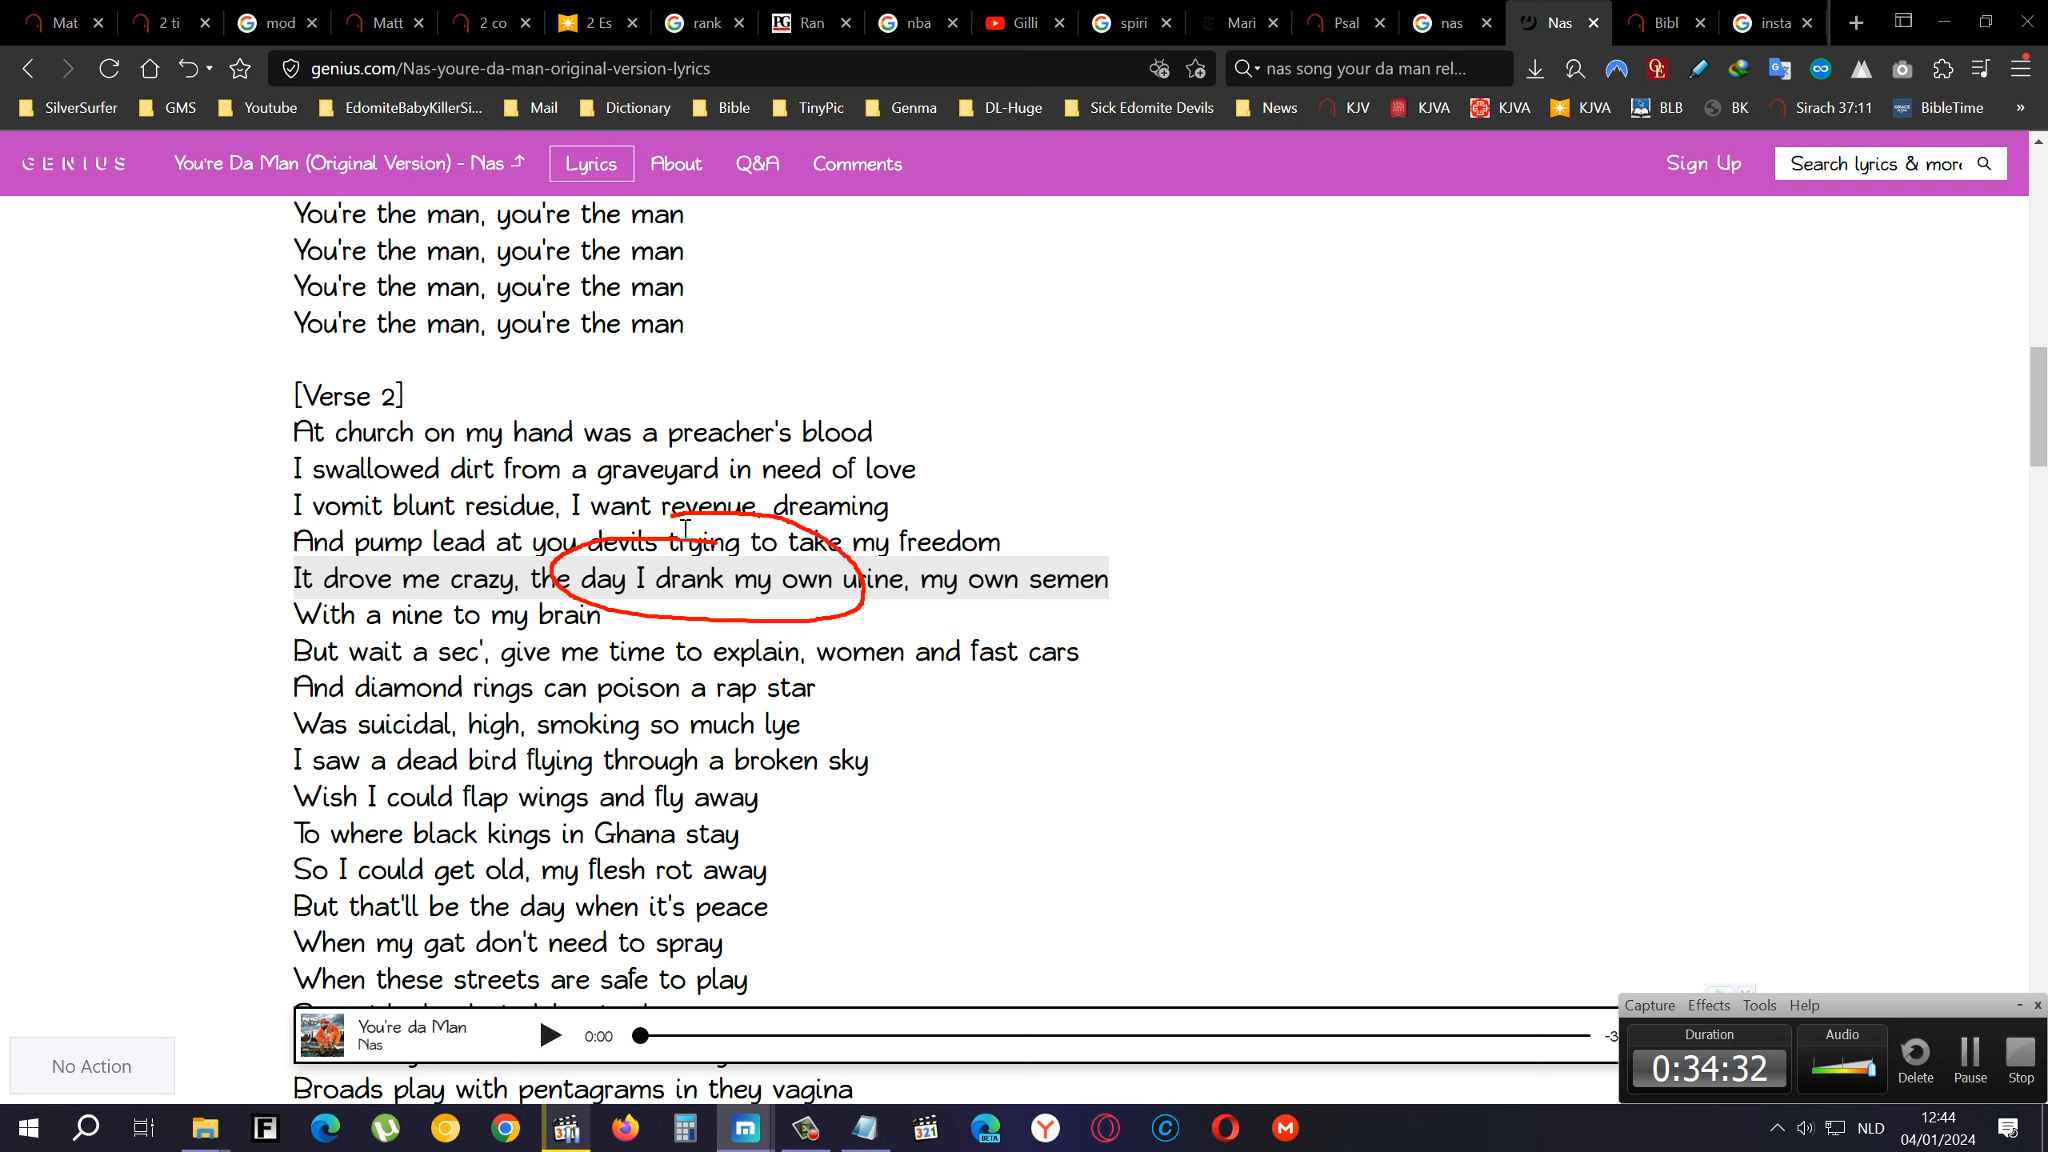 Mat
2 ti
mod
Matt
2 co
2 Es
rank
Ran
nba
Gilli
spiri
Mari
Psal
nas
Nas
Bibl
insta
genius.com/Nas-youre-da-man-original-version-lyrics
nas song your da man rel...
SilverSurfer
GMS
Youtube
EdomiteBabyKillerSi...
Mail
Dictionary
Bible
TinyPic
Genma
DL-Huge
Sick Edomite Devils
News
KJV
KJVA
KJVA
KJVA
BLB
BK
Sirach 37:11
BibleTime
»
GENIUS
You're Da Man (Original Version) - Nas
Lyrics
About
Q&A
Comments
Sign Up
Search lyrics & more
You're the man, you're the man
You're the man, you're the man
You're the man, you're the man
You're the man, you're the man
[Verse 2]
At church on my hand was a preacher's blood
I swallowed dirt from a graveyard in need of love
I vomit blunt residue, I want revenue, dreaming
And pump lead at you devils trying to take my freedom
It drove me crazy, the day I drank my own urine, my own semen
With a nine to my brain
But wait a sec', give me time to explain, women and fast cars
And diamond rings can poison a rap star
Was suicidal, high, smoking so much lye
I saw a dead bird flying through a broken sky
Wish I could flap wings and fly away
To where black kings in Ghana stay
So I could get old, my flesh rot away
But that'll be the day when it's peace
When my gat don't need to spray
When these streets are safe to play
You're da Man
Nas
0:00
-3
Broads play with pentagrams in they vagina
No Action
Capture Effects Tools Help
Duration
0:34:32
Audio
Delete
Pause
Stop
NLD
12:44
04/01/2024